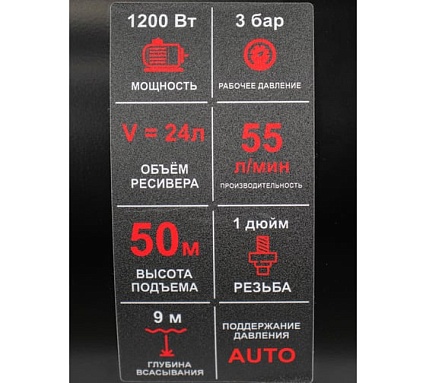 1200 Вт
МОЩНОСТЬ
3 бар
РАБОЧЕЕ ДАВЛЕНИЕ
V = 24л
ОБЪЁМ
РЕСИВЕРА
55
л/мин
ПРОИЗВОДИТЕЛЬНОСТЬ
50м
ВЫСОТА
ПОДЪЕМА
1 дюйм
РЕЗЬБА
9 м
ГЛУБИНА
ВСАСЫВАНИЯ
ПОДДЕРЖАНИЕ
ДАВЛЕНИЯ
AUTO